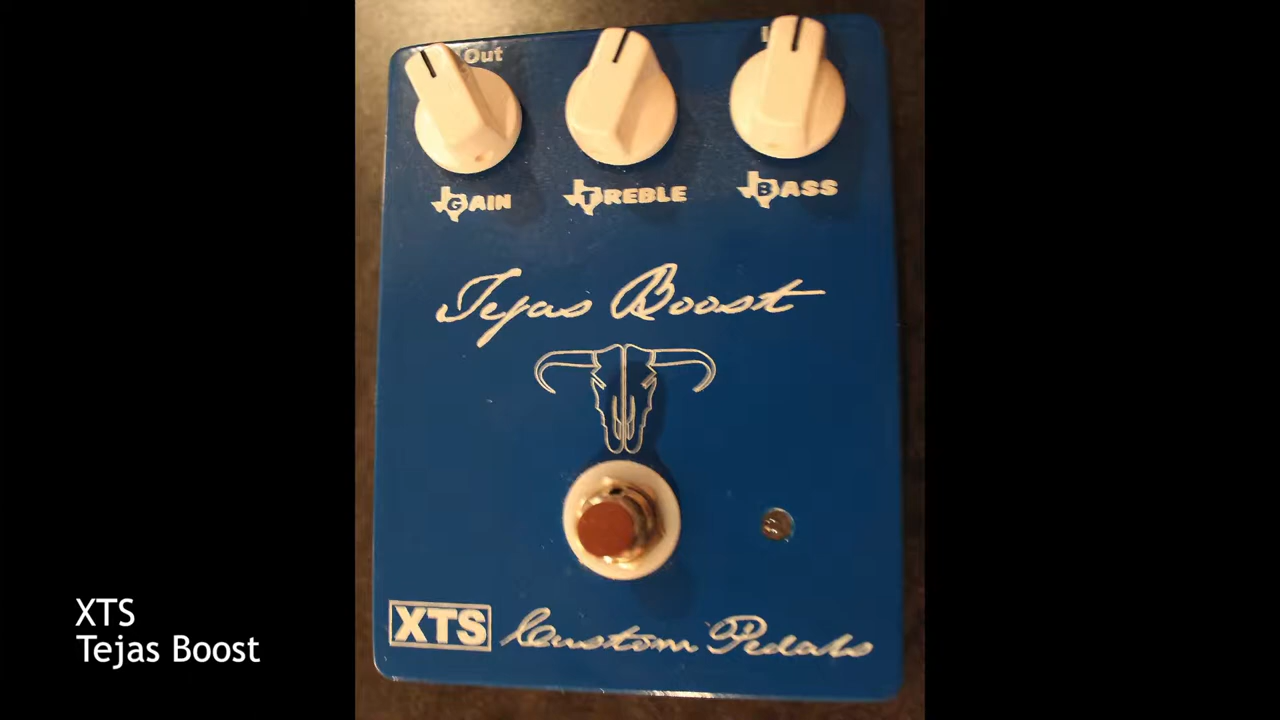 Out
GAIN TREBLE BASS
Tejas Boost
XTS Custom Pedals
XTS
Tejas Boost